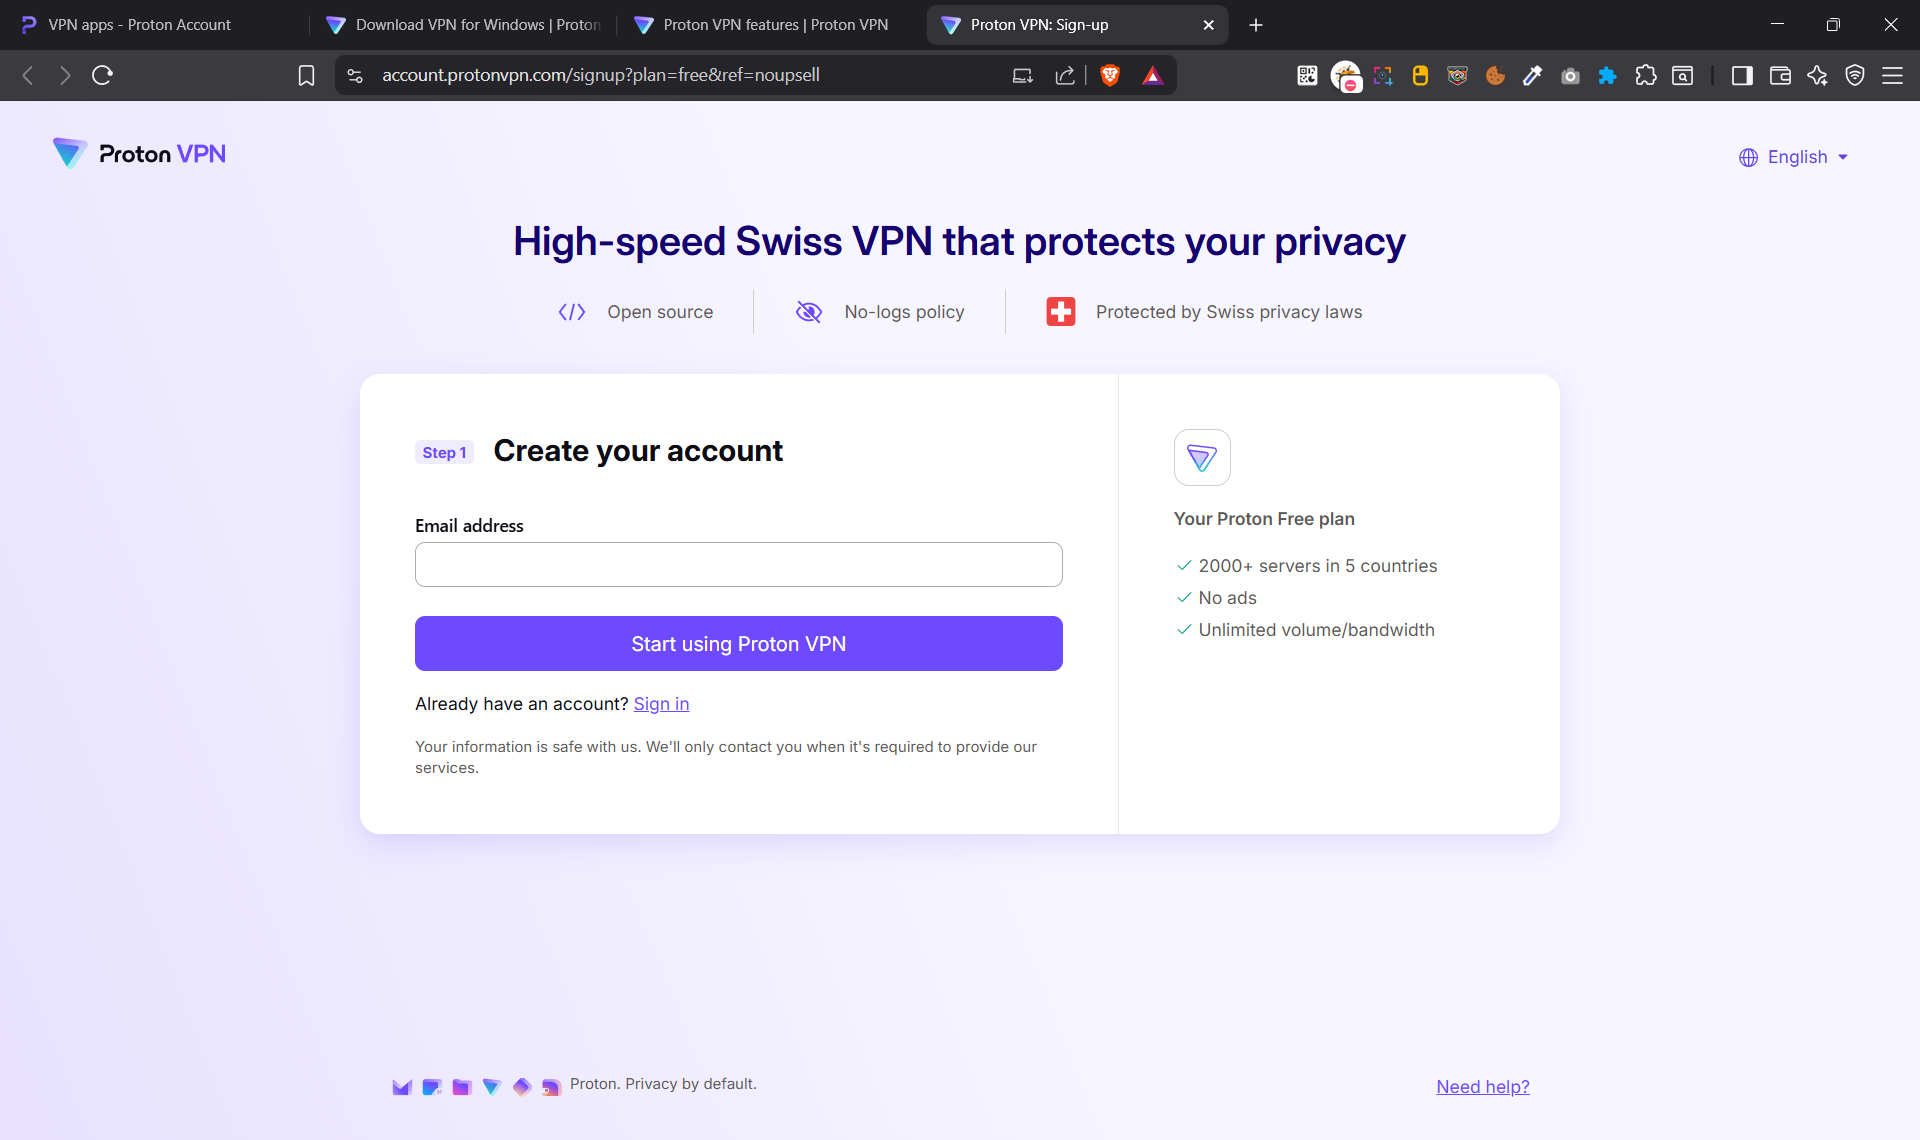 VPN apps - Proton Account
Download VPN for Windows | Proton
Proton VPN features | Proton VPN
Proton VPN: Sign-up
account.protonvpn.com/signup?plan=free&ref=noupsell
Proton VPN
English
High-speed Swiss VPN that protects your privacy
Open source
No-logs policy
Protected by Swiss privacy laws
Step 1
Create your account
Email address
Start using Proton VPN
Already have an account? Sign in
Your information is safe with us. We'll only contact you when it's required to provide our
services.
Your Proton Free plan
2000+ servers in 5 countries
No ads
Unlimited volume/bandwidth
Proton. Privacy by default.
Need help?